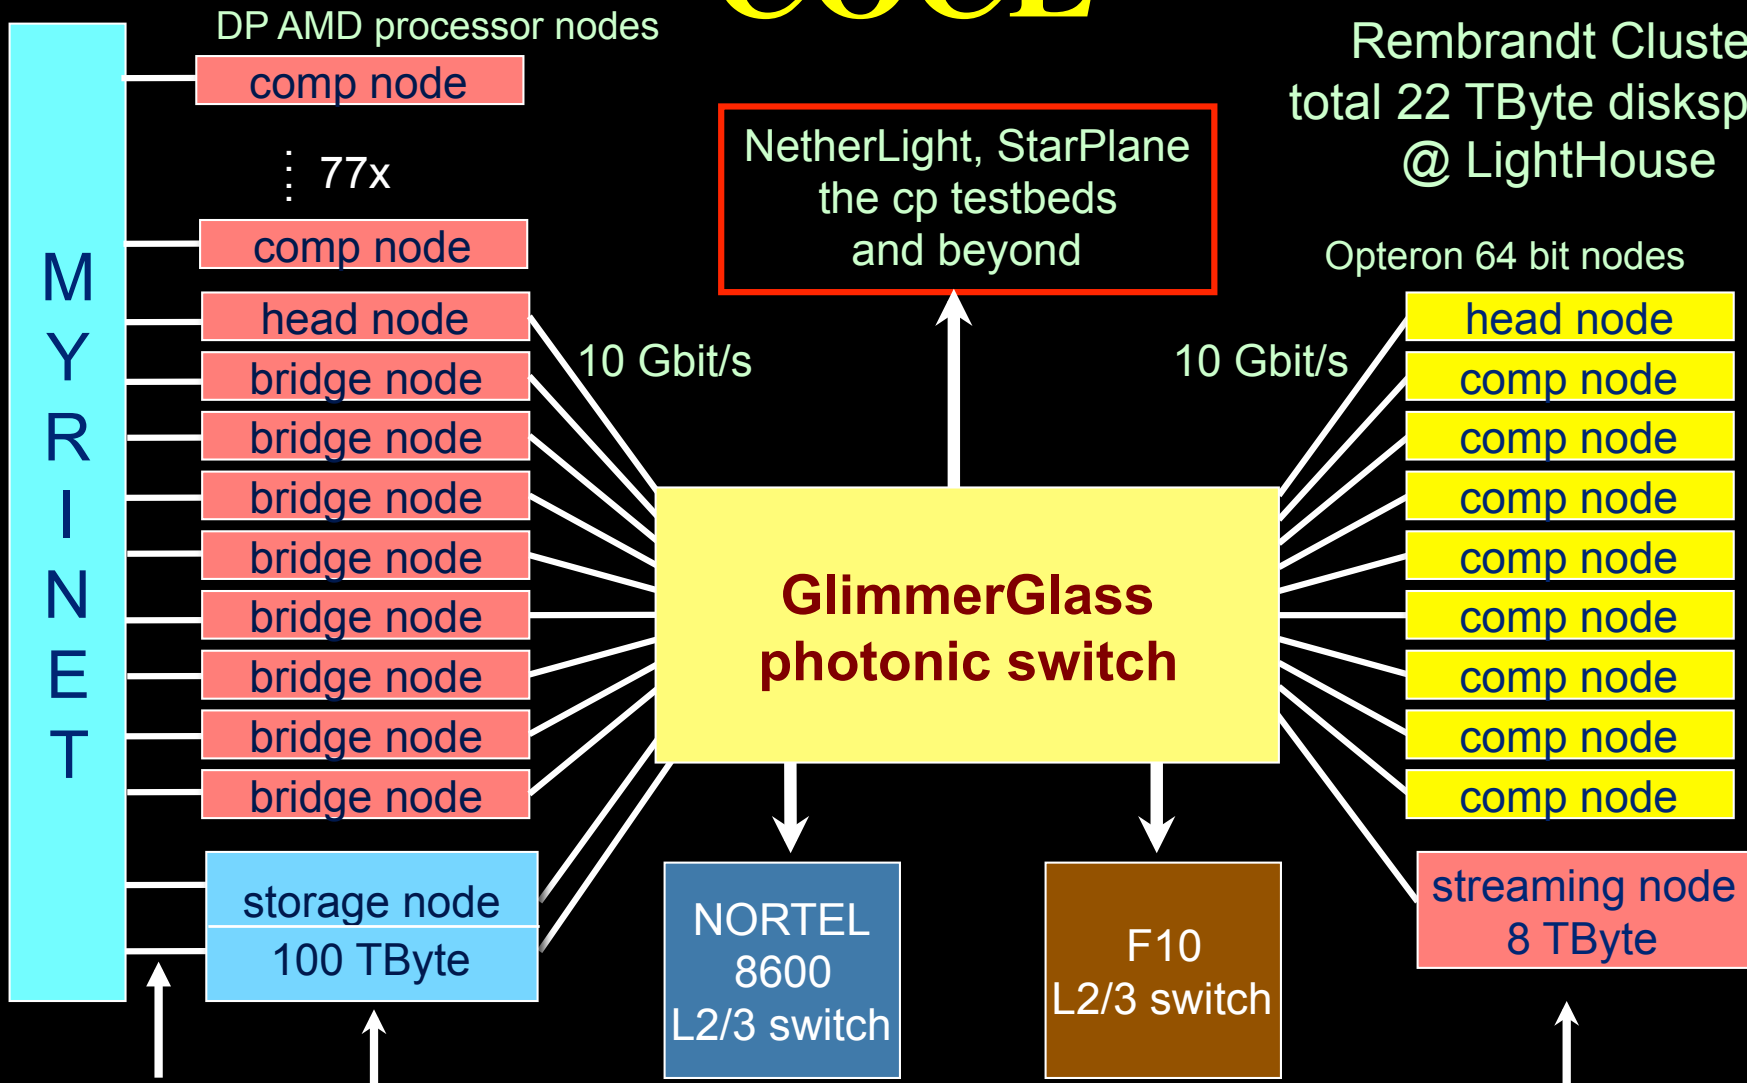 DP AMD processor nodes
comp node
77x
comp node
head node
bridge node
bridge node
bridge node
bridge node
bridge node
bridge node
bridge node
bridge node
storage node
100 TByte
MYRINET
NetherLight, StarPlane
the cp testbeds
and beyond
10 Gbit/s
10 Gbit/s
GlimmerGlass
photonic switch
NORTEL
8600
L2/3 switch
F10
L2/3 switch
Rembrandt Cluste
total 22 TByte disksp
@ LightHouse
Opteron 64 bit nodes
head node
comp node
comp node
comp node
comp node
comp node
comp node
comp node
comp node
streaming node
8 TByte